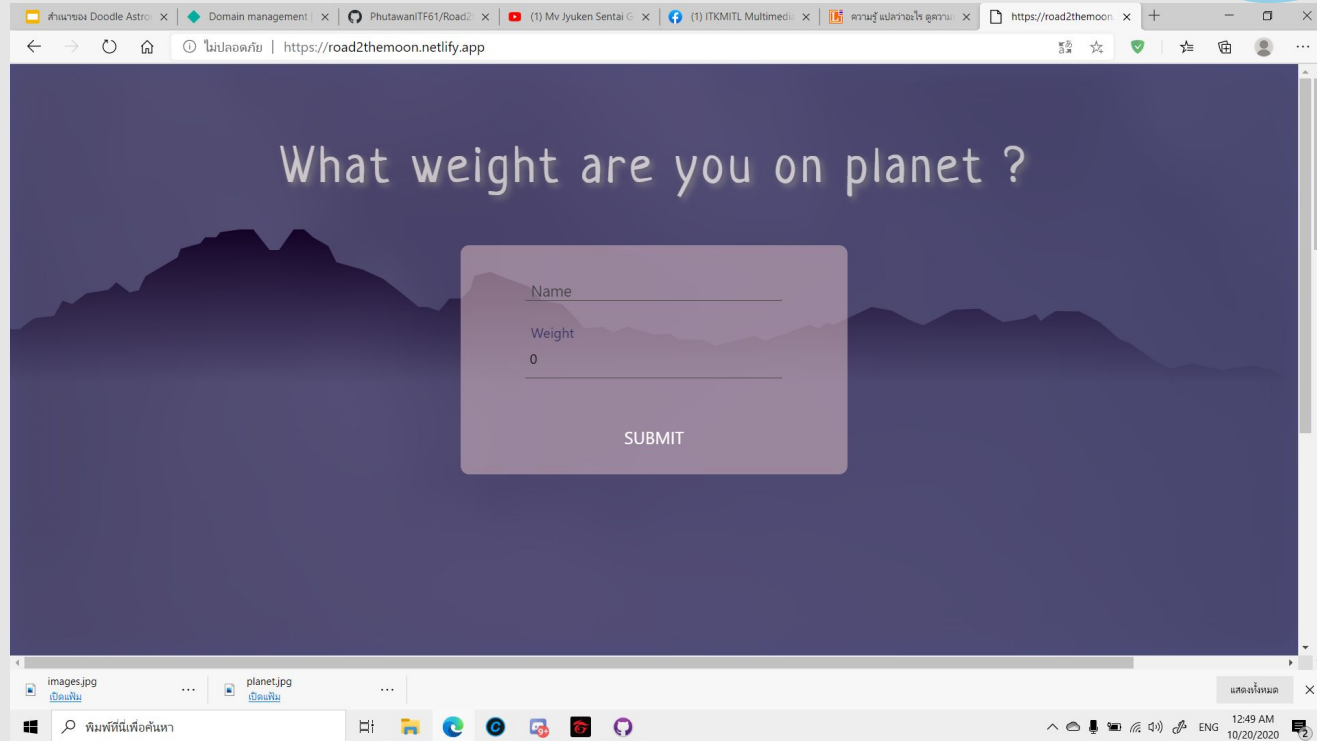 สำเนาของ Doodle Astro
Domain management |
PhutawanITF61/Road2
(1) Mv Jyuken Sentai G
(1) ITKMITL Multimedia
ความรู้ แปลว่าอะไร ดูความ
https://road2themoon
ไม่ปลอดภัย | https://road2themoon.netlify.app
What weight are you on planet ?
Name
Weight
0
SUBMIT
images.jpg
เปิดแฟ้ม
planet.jpg
เปิดแฟ้ม
แสดงทั้งหมด
พิมพ์ที่นี่เพื่อค้นหา
ENG
12:49 AM
10/20/2020
2